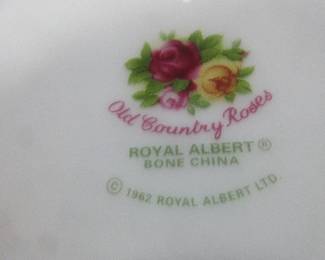 Old Country Roses
ROYAL ALBERT ®
BONE CHINA
© 1962 ROYAL ALBERT LTD.